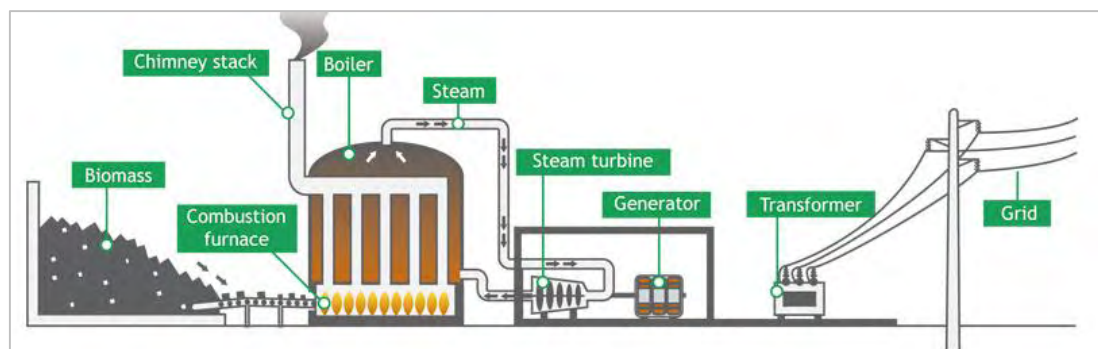 Chimney stack
Boiler
Steam
Steam turbine
Biomass
Combustion
furnace
Generator
Transformer
Grid